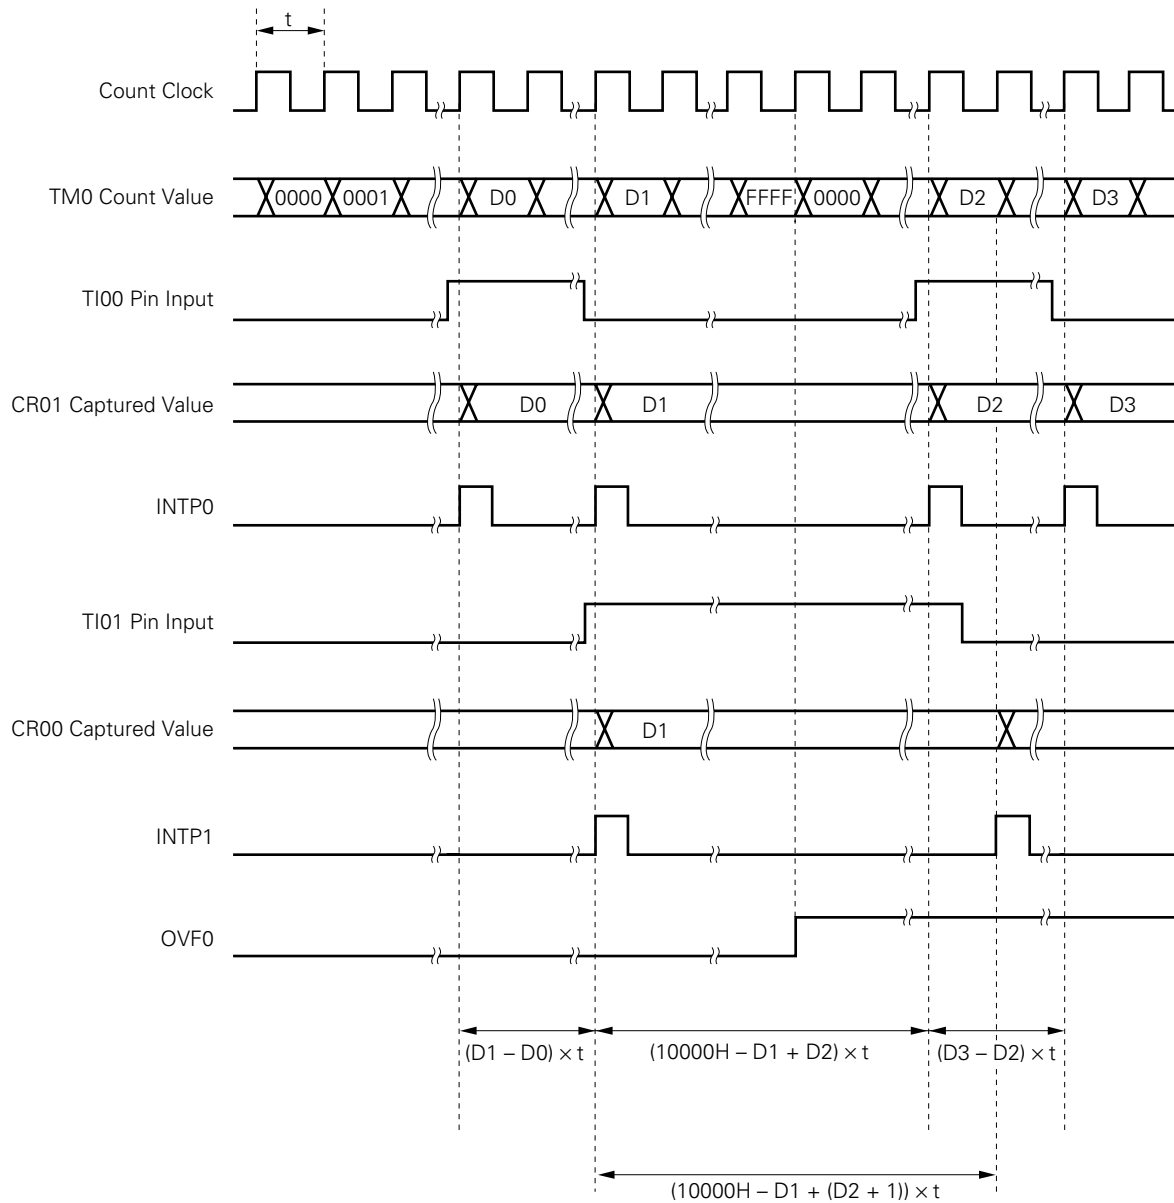 t
Count Clock
TM0 Count Value
0000 0001 D0 D1 FFFF 0000 D2 D3
TI00 Pin Input
CR01 Captured Value
D0 D1 D2 D3
INTP0
TI01 Pin Input
CR00 Captured Value
D1
INTP1
OVF0
(D1 – D0) × t
(10000H – D1 + D2) × t
(D3 – D2) × t
(10000H – D1 + (D2 + 1)) × t